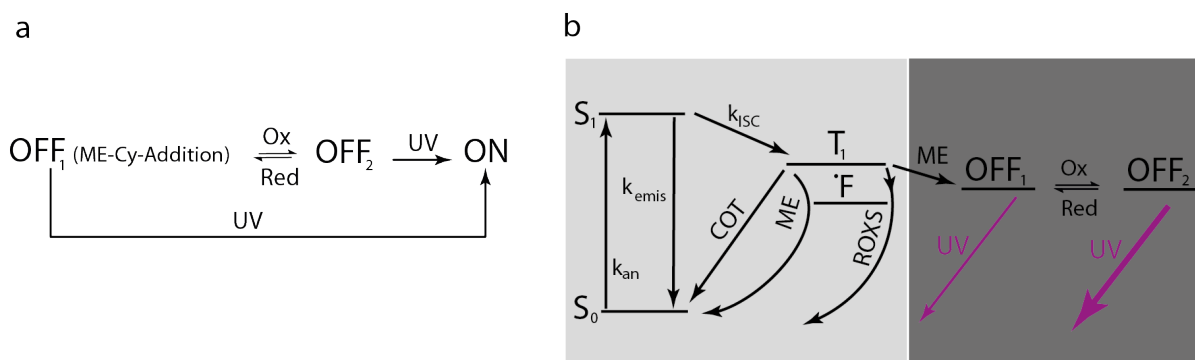 a
OFF₁ (ME-Cy-Addition)
Ox
Red
OFF₂
UV
ON
UV
b
S₁
kISC
T₁
ME
OFF₁
Ox
Red
OFF₂
•F
kemis
COT
ME
ROXS
UV
UV
kan
S₀